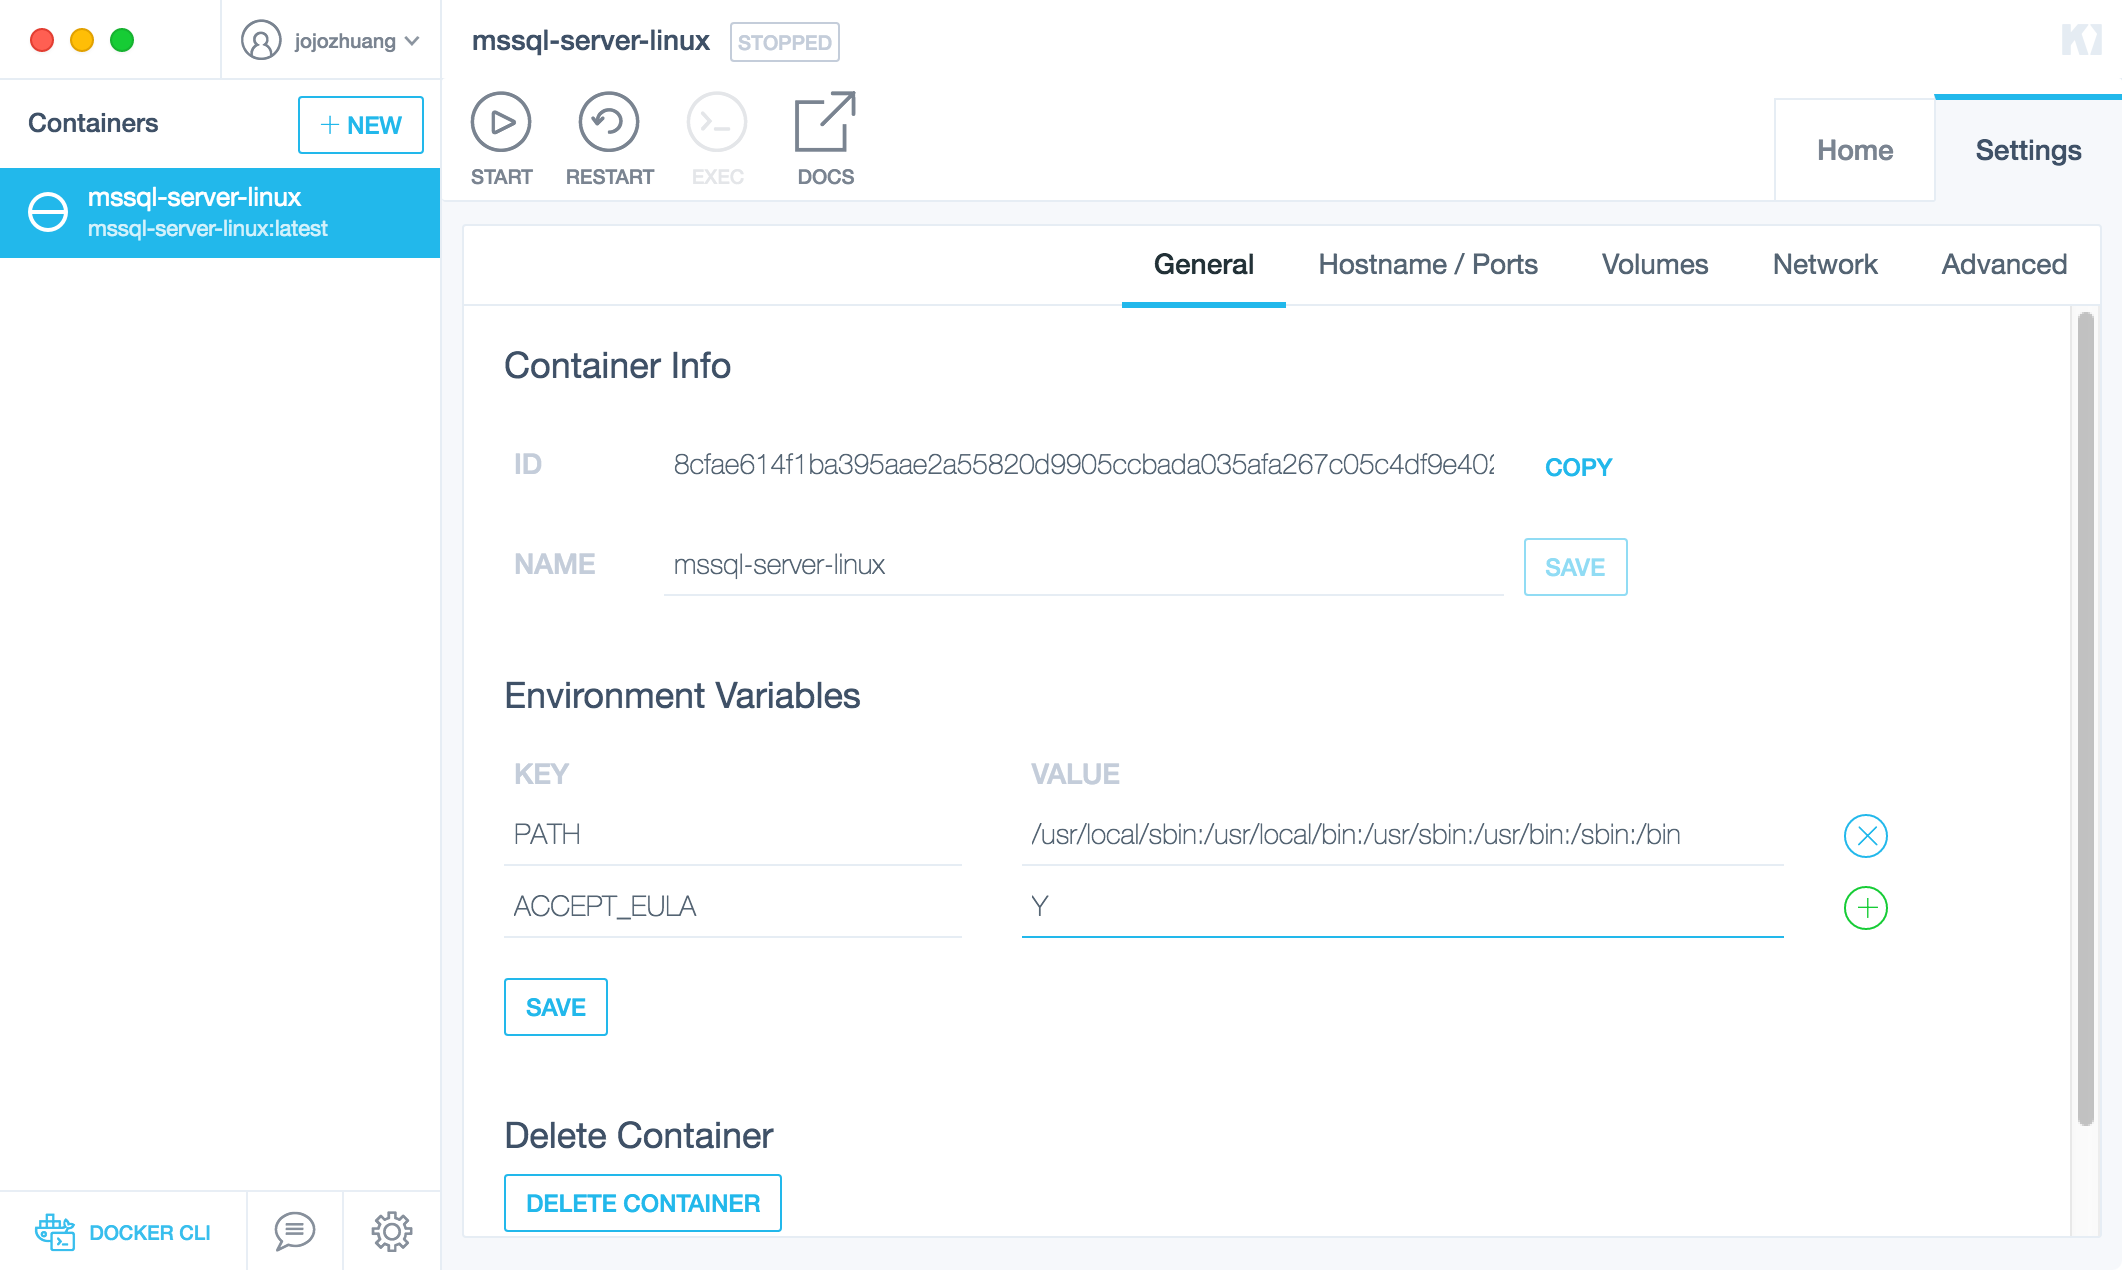 jojozhuang
mssql-server-linux STOPPED
Containers
+ NEW
START
RESTART
EXEC
DOCS
Home
Settings
mssql-server-linux
mssql-server-linux:latest
General
Hostname / Ports
Volumes
Network
Advanced
Container Info
ID 8cfae614f1ba395aae2a55820d9905ccbada035afa267c05c4df9e402 COPY
NAME mssql-server-linux SAVE
Environment Variables
KEY VALUE
PATH /usr/local/sbin:/usr/local/bin:/usr/sbin:/usr/bin:/sbin:/bin
ACCEPT_EULA Y
SAVE
Delete Container
DELETE CONTAINER
DOCKER CLI